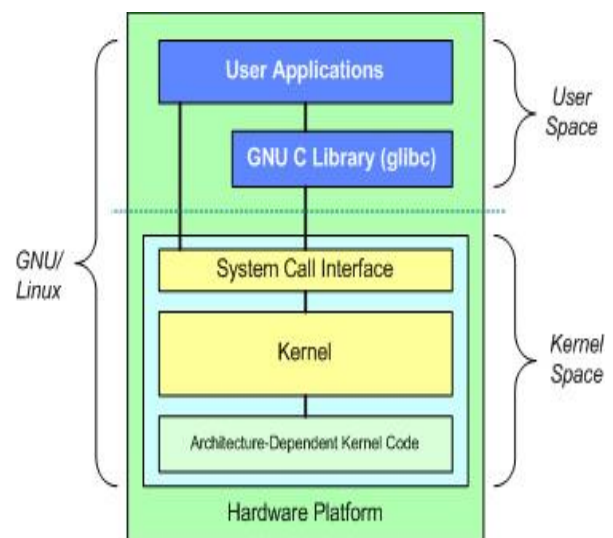 User Applications
GNU C Library (glibc)
User
Space
GNU/
Linux
System Call Interface
Kernel
Architecture-Dependent Kernel Code
Kernel
Space
Hardware Platform